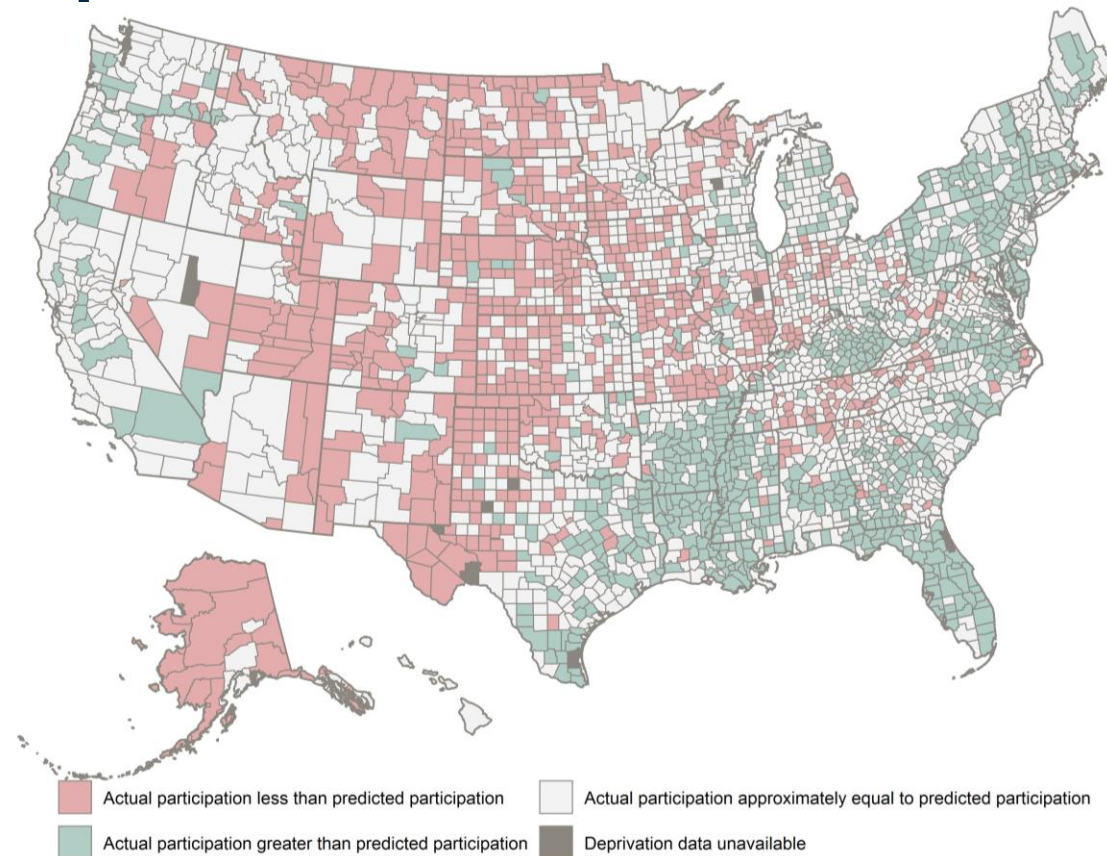 Actual participation less than predicted participation
Actual participation approximately equal to predicted participation
Actual participation greater than predicted participation
Deprivation data unavailable